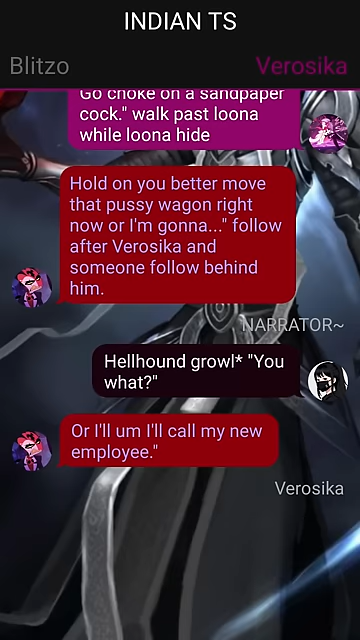 INDIAN TS
Blitzo
Verosika
Go choke on a sandpaper
cock." walk past loona
while loona hide
Hold on you better move
that pussy wagon right
now or I'm gonna..." follow
after Verosika and
someone follow behind
him.
NARRATOR~
Hellhound growl* "You
what?"
Or I'll um I'll call my new
employee."
Verosika